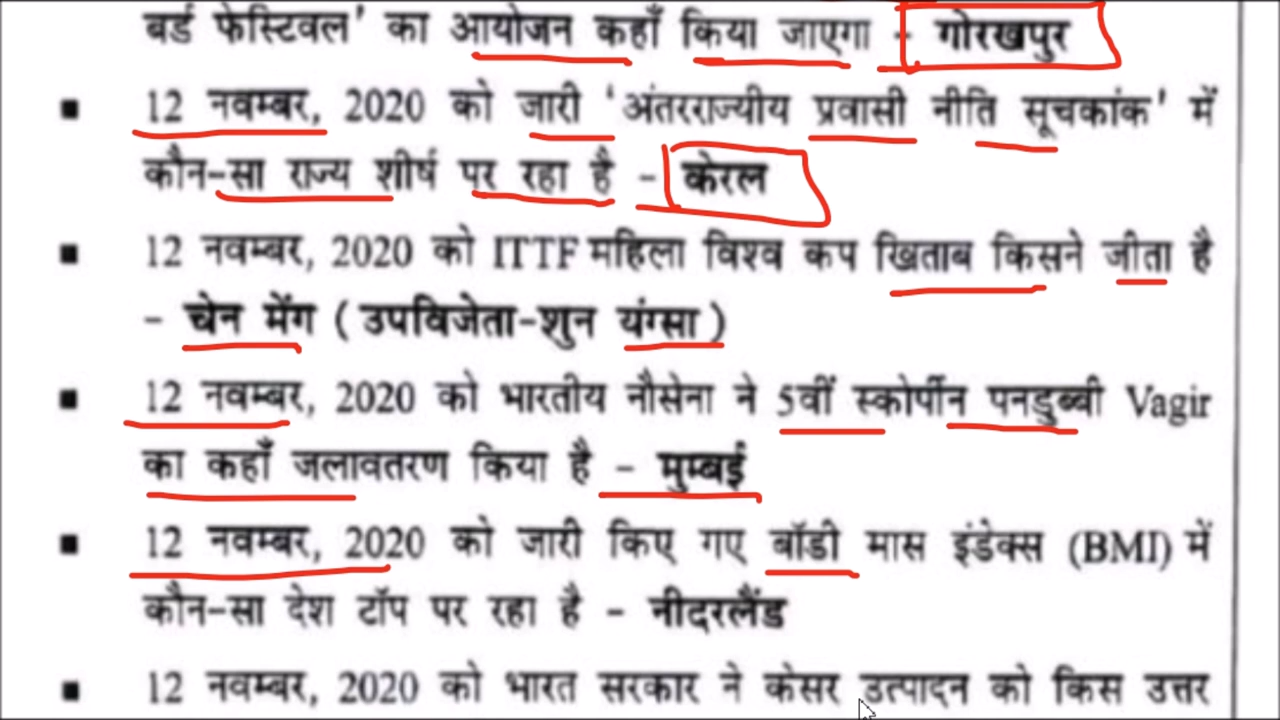 बर्ड फेस्टिवल' का आयोजन कहाँ किया जाएगा - गोरखपुर
▪ 12 नवम्बर, 2020 को जारी 'अंतरराज्यीय प्रवासी नीति सूचकांक' में
कौन-सा राज्य शीर्ष पर रहा है - केरल
▪ 12 नवम्बर, 2020 को ITTF महिला विश्व कप खिताब किसने जीता है
- चेन मेंग (उपविजेता-शुन यंग्सा)
▪ 12 नवम्बर, 2020 को भारतीय नौसेना ने 5वीं स्कोर्पीन पनडुब्बी Vagir
का कहाँ जलावतरण किया है - मुम्बई
▪ 12 नवम्बर, 2020 को जारी किए गए बॉडी मास इंडेक्स (BMI) में
कौन-सा देश टॉप पर रहा है - नीदरलैंड
▪ 12 नवम्बर, 2020 को भारत सरकार ने केसर उत्पादन को किस उत्तर